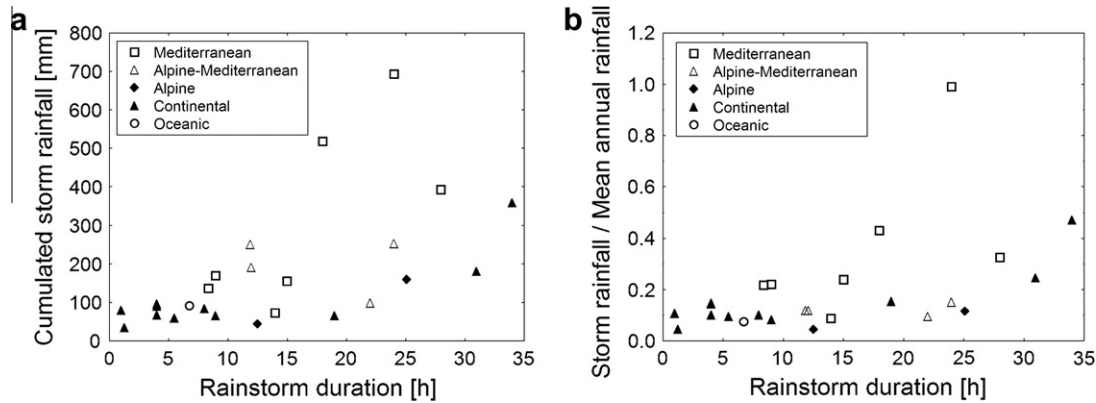 a
800
700
600
500
400
300
200
100
0
Cumulated storm rainfall [mm]
Mediterranean
Alpine-Mediterranean
Alpine
Continental
Oceanic
0 5 10 15 20 25 30 35
Rainstorm duration [h]
b
1.2
1.0
0.8
0.6
0.4
0.2
0.0
Storm rainfall / Mean annual rainfall
Mediterranean
Alpine-Mediterranean
Alpine
Continental
Oceanic
0 5 10 15 20 25 30 35
Rainstorm duration [h]